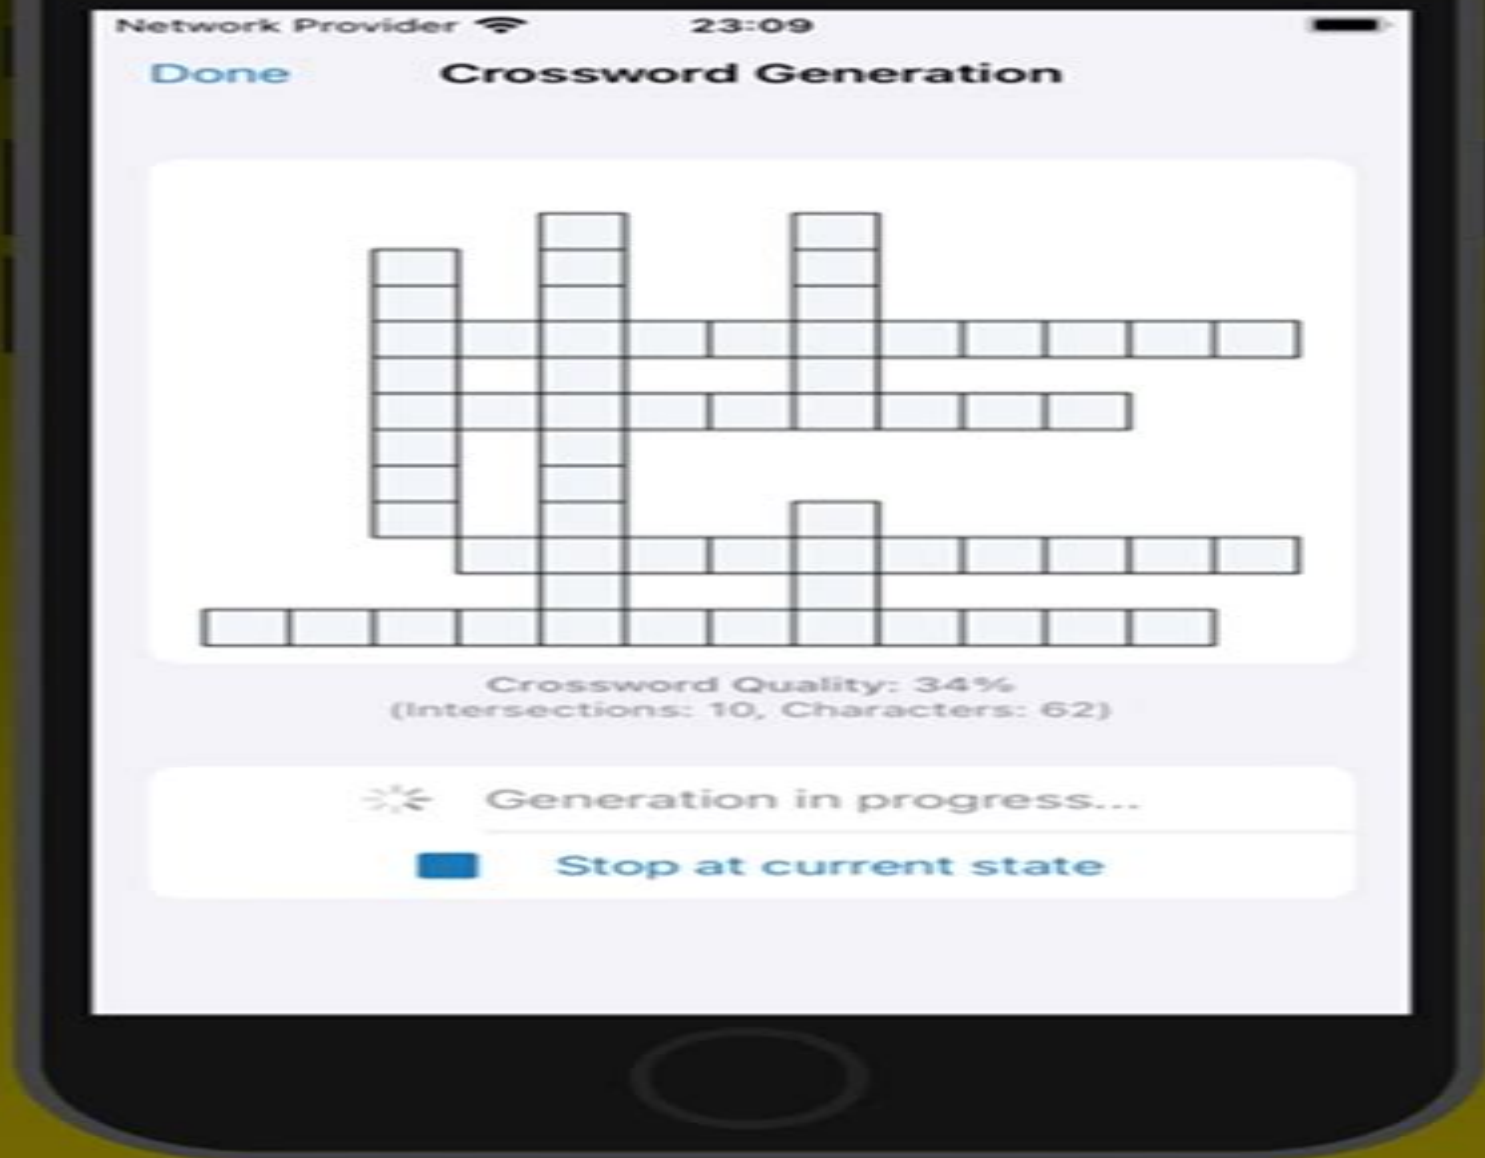 Network Provider 23:09
Done Crossword Generation
Crossword Quality: 34%
(Intersections: 10, Characters: 62)
Generation in progress...
Stop at current state